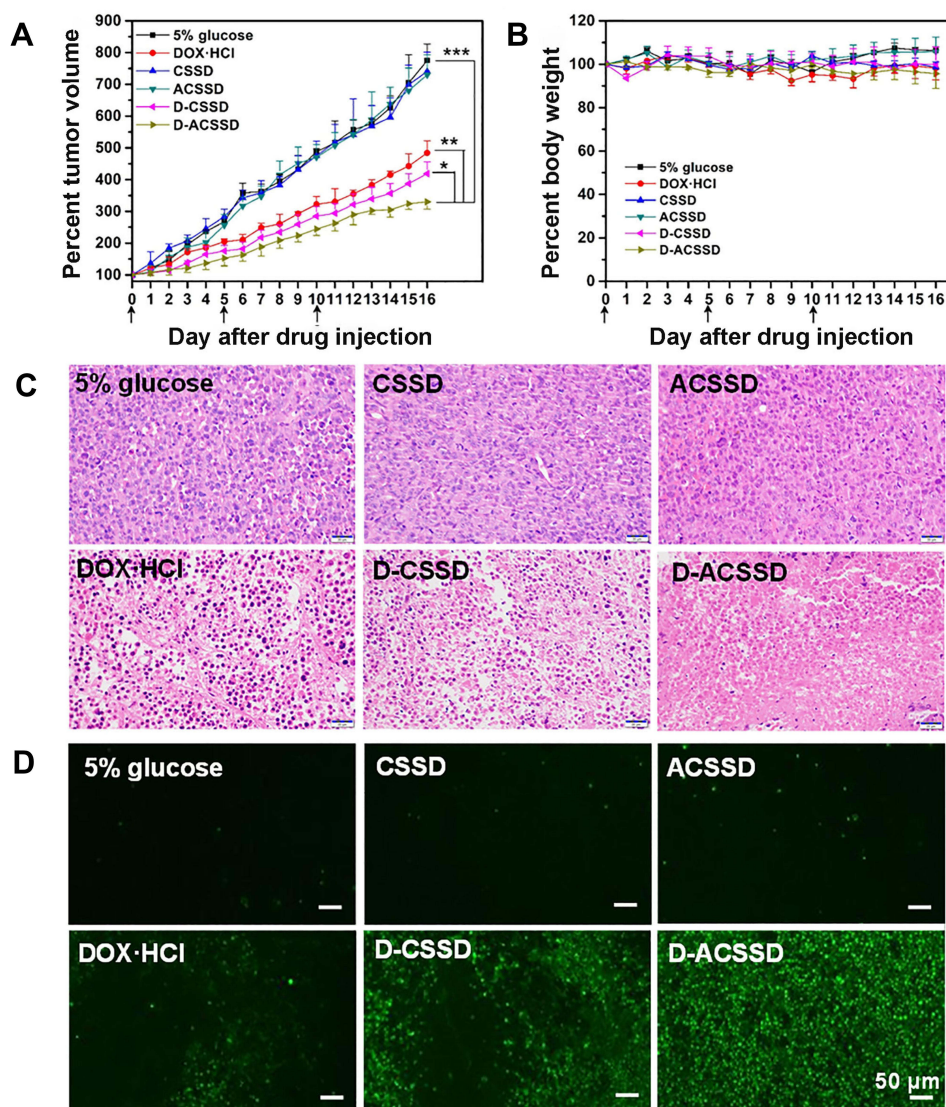 A
Percent tumor volume
1000
900
800
700
600
500
400
300
200
100
5% glucose
DOX·HCl
CSSD
ACSSD
D-CSSD
D-ACSSD
***
**
*
0 1 2 3 4 5 6 7 8 9 10 11 12 13 14 15 16
Day after drug injection
B
Percent body weight
120
100
80
60
40
20
0
5% glucose
DOX·HCl
CSSD
ACSSD
D-CSSD
D-ACSSD
0 1 2 3 4 5 6 7 8 9 10 11 12 13 14 15 16
Day after drug injection
C
5% glucose
CSSD
ACSSD
DOX·HCl
D-CSSD
D-ACSSD
D
5% glucose
CSSD
ACSSD
DOX·HCl
D-CSSD
D-ACSSD
50 µm